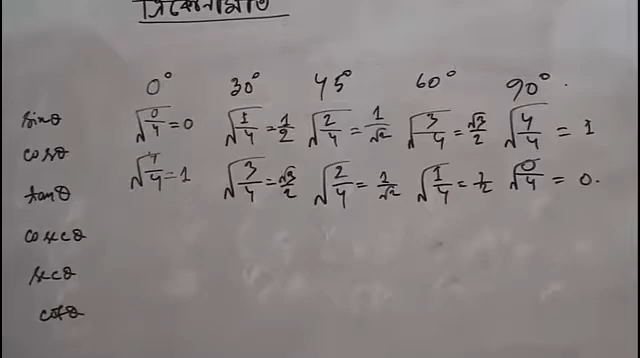 ত্রিকোনমিতি
0° 30° 45° 60° 90°
sinθ √(0/4) = 0 √(1/4) = 1/2 √(2/4) = 1/√2 √(3/4) = √3/2 √(4/4) = 1
cosθ √(4/4) = 1 √(3/4) = √3/2 √(2/4) = 1/√2 √(1/4) = 1/2 √(0/4) = 0.
tanθ
cosecθ
secθ
cotθ